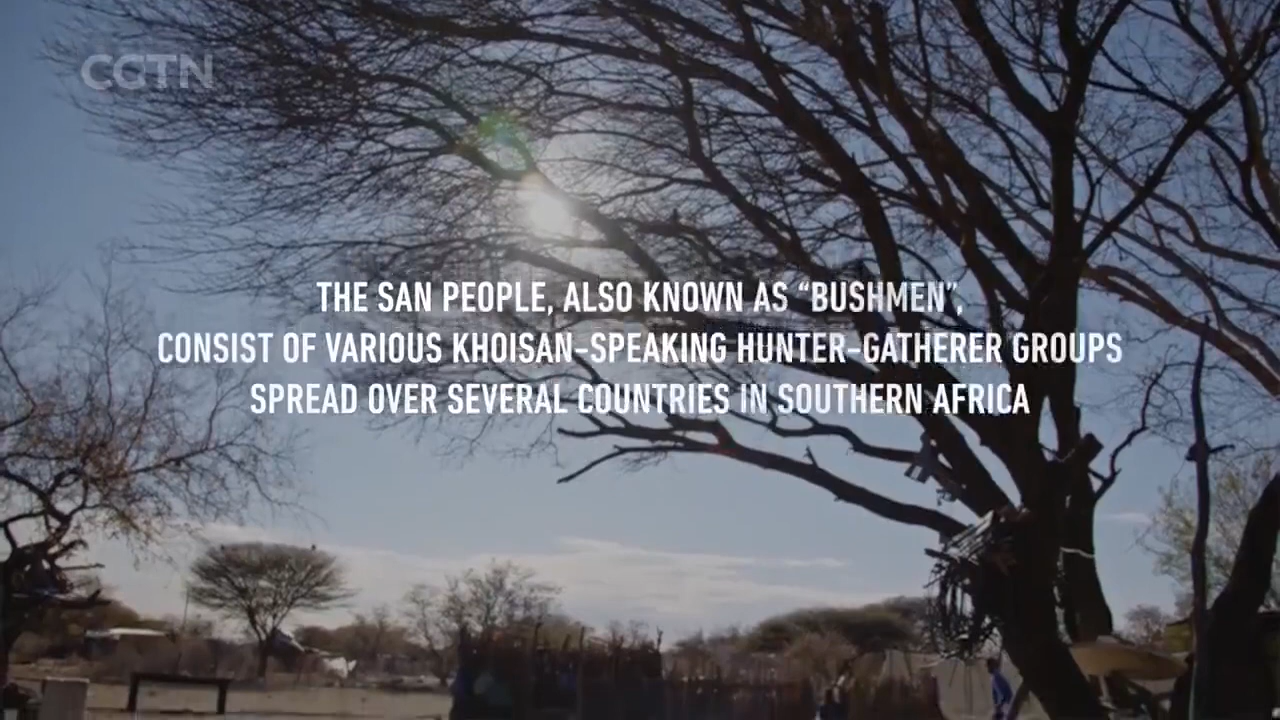 CGTN
THE SAN PEOPLE, ALSO KNOWN AS “BUSHMEN”,
CONSIST OF VARIOUS KHOISAN-SPEAKING HUNTER-GATHERER GROUPS
SPREAD OVER SEVERAL COUNTRIES IN SOUTHERN AFRICA